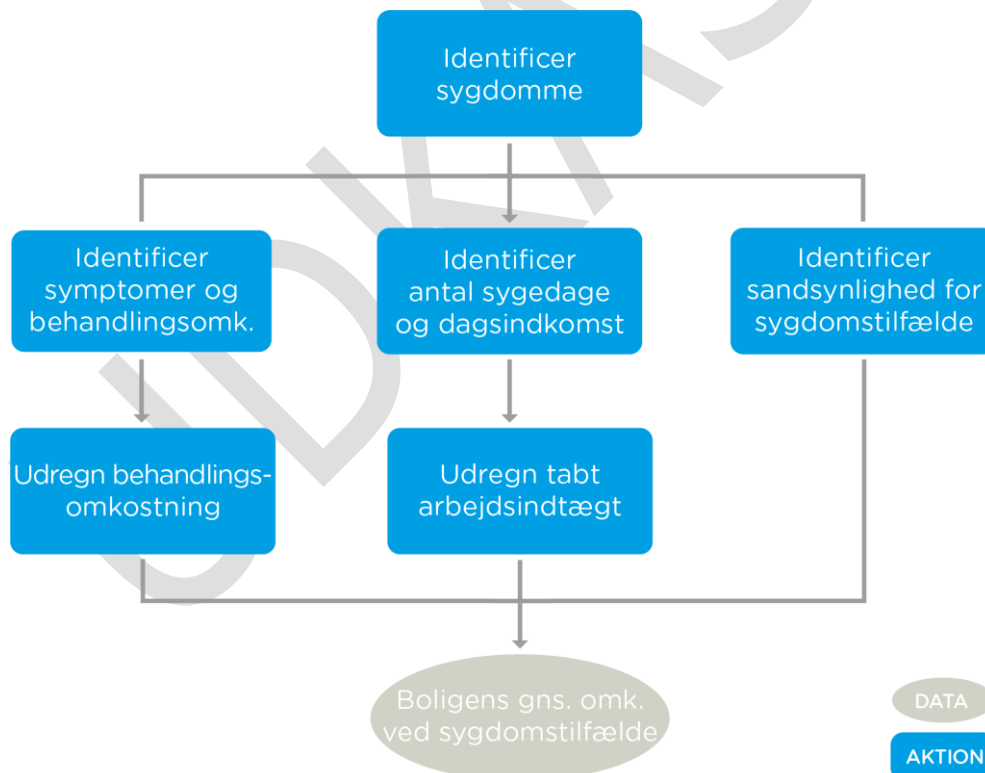 Identificer
sygdomme
Identificer
symptomer og
behandlingsomk.
Identificer
antal sygedage
og dagsindkomst
Identificer
sandsynlighed for
sygdomstilfælde
Udregn behandlings-
omkostning
Udregn tabt
arbejdsindtægt
Boligens gns. omk.
ved sygdomstilfælde
DATA
AKTION